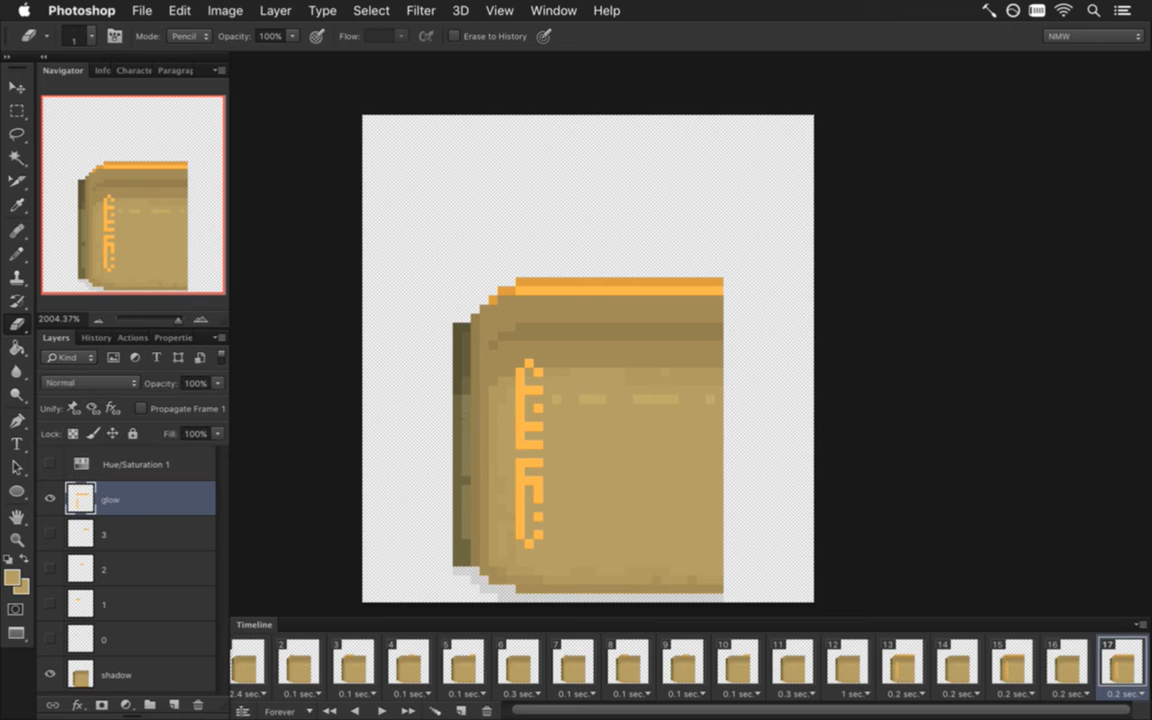 Photoshop File Edit Image Layer Type Select Filter 3D View Window Help
1 Mode: Pencil Opacity: 100% Flow: Erase to History NMW
Navigator Info Characte Paragrap
2004.37%
Layers History Actions Propertie
Kind
Normal Opacity: 100%
Unify: Propagate Frame 1
Lock: Fill: 100%
Hue/Saturation 1
glow
3
2
1
0
shadow
Timeline
2 3 4 5 6 7 8 9 10 11 12 13 14 15 16 17
2.4 sec. 0.1 sec. 0.1 sec. 0.1 sec. 0.1 sec. 0.3 sec. 0.1 sec. 0.1 sec. 0.1 sec. 0.1 sec. 0.3 sec. 1 sec. 0.2 sec. 0.2 sec. 0.2 sec. 0.2 sec. 0.2 sec.
Forever